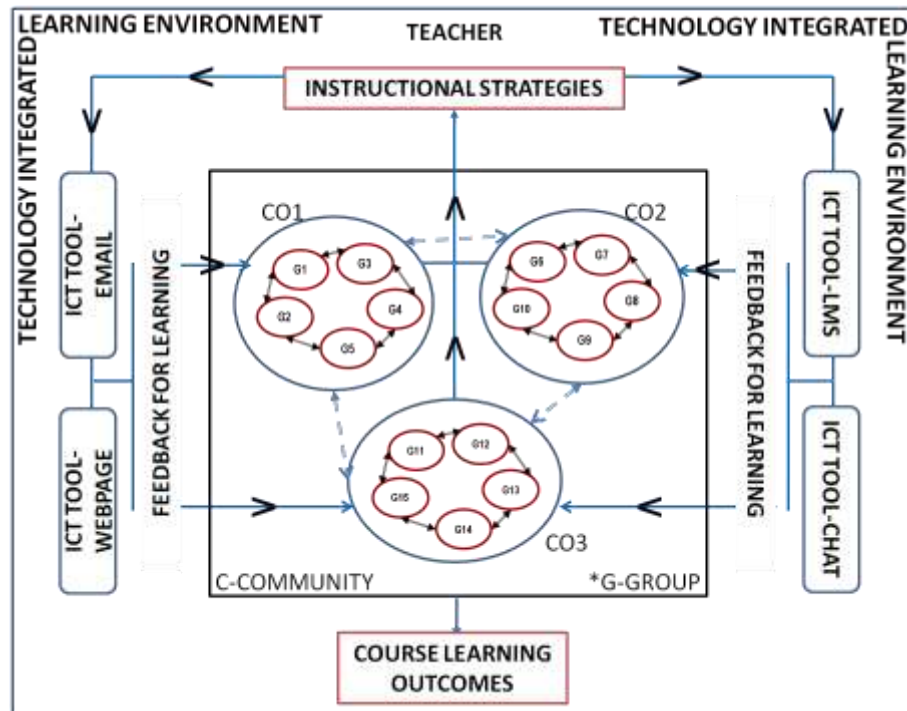 LEARNING ENVIRONMENT
TEACHER
TECHNOLOGY INTEGRATED
TECHNOLOGY INTEGRATED
LEARNING ENVIRONMENT
INSTRUCTIONAL STRATEGIES
CO1
CO2
ICT TOOL-
EMAIL
ICT TOOL-
WEBPAGE
FEEDBACK FOR LEARNING
G1
G3
G2
G4
G5
G6
G7
G10
G8
G9
G11
G12
G15
G13
G14
CO3
FEEDBACK FOR LEARNING
ICT TOOL-LMS
ICT TOOL-CHAT
C-COMMUNITY
*G-GROUP
COURSE LEARNING
OUTCOMES